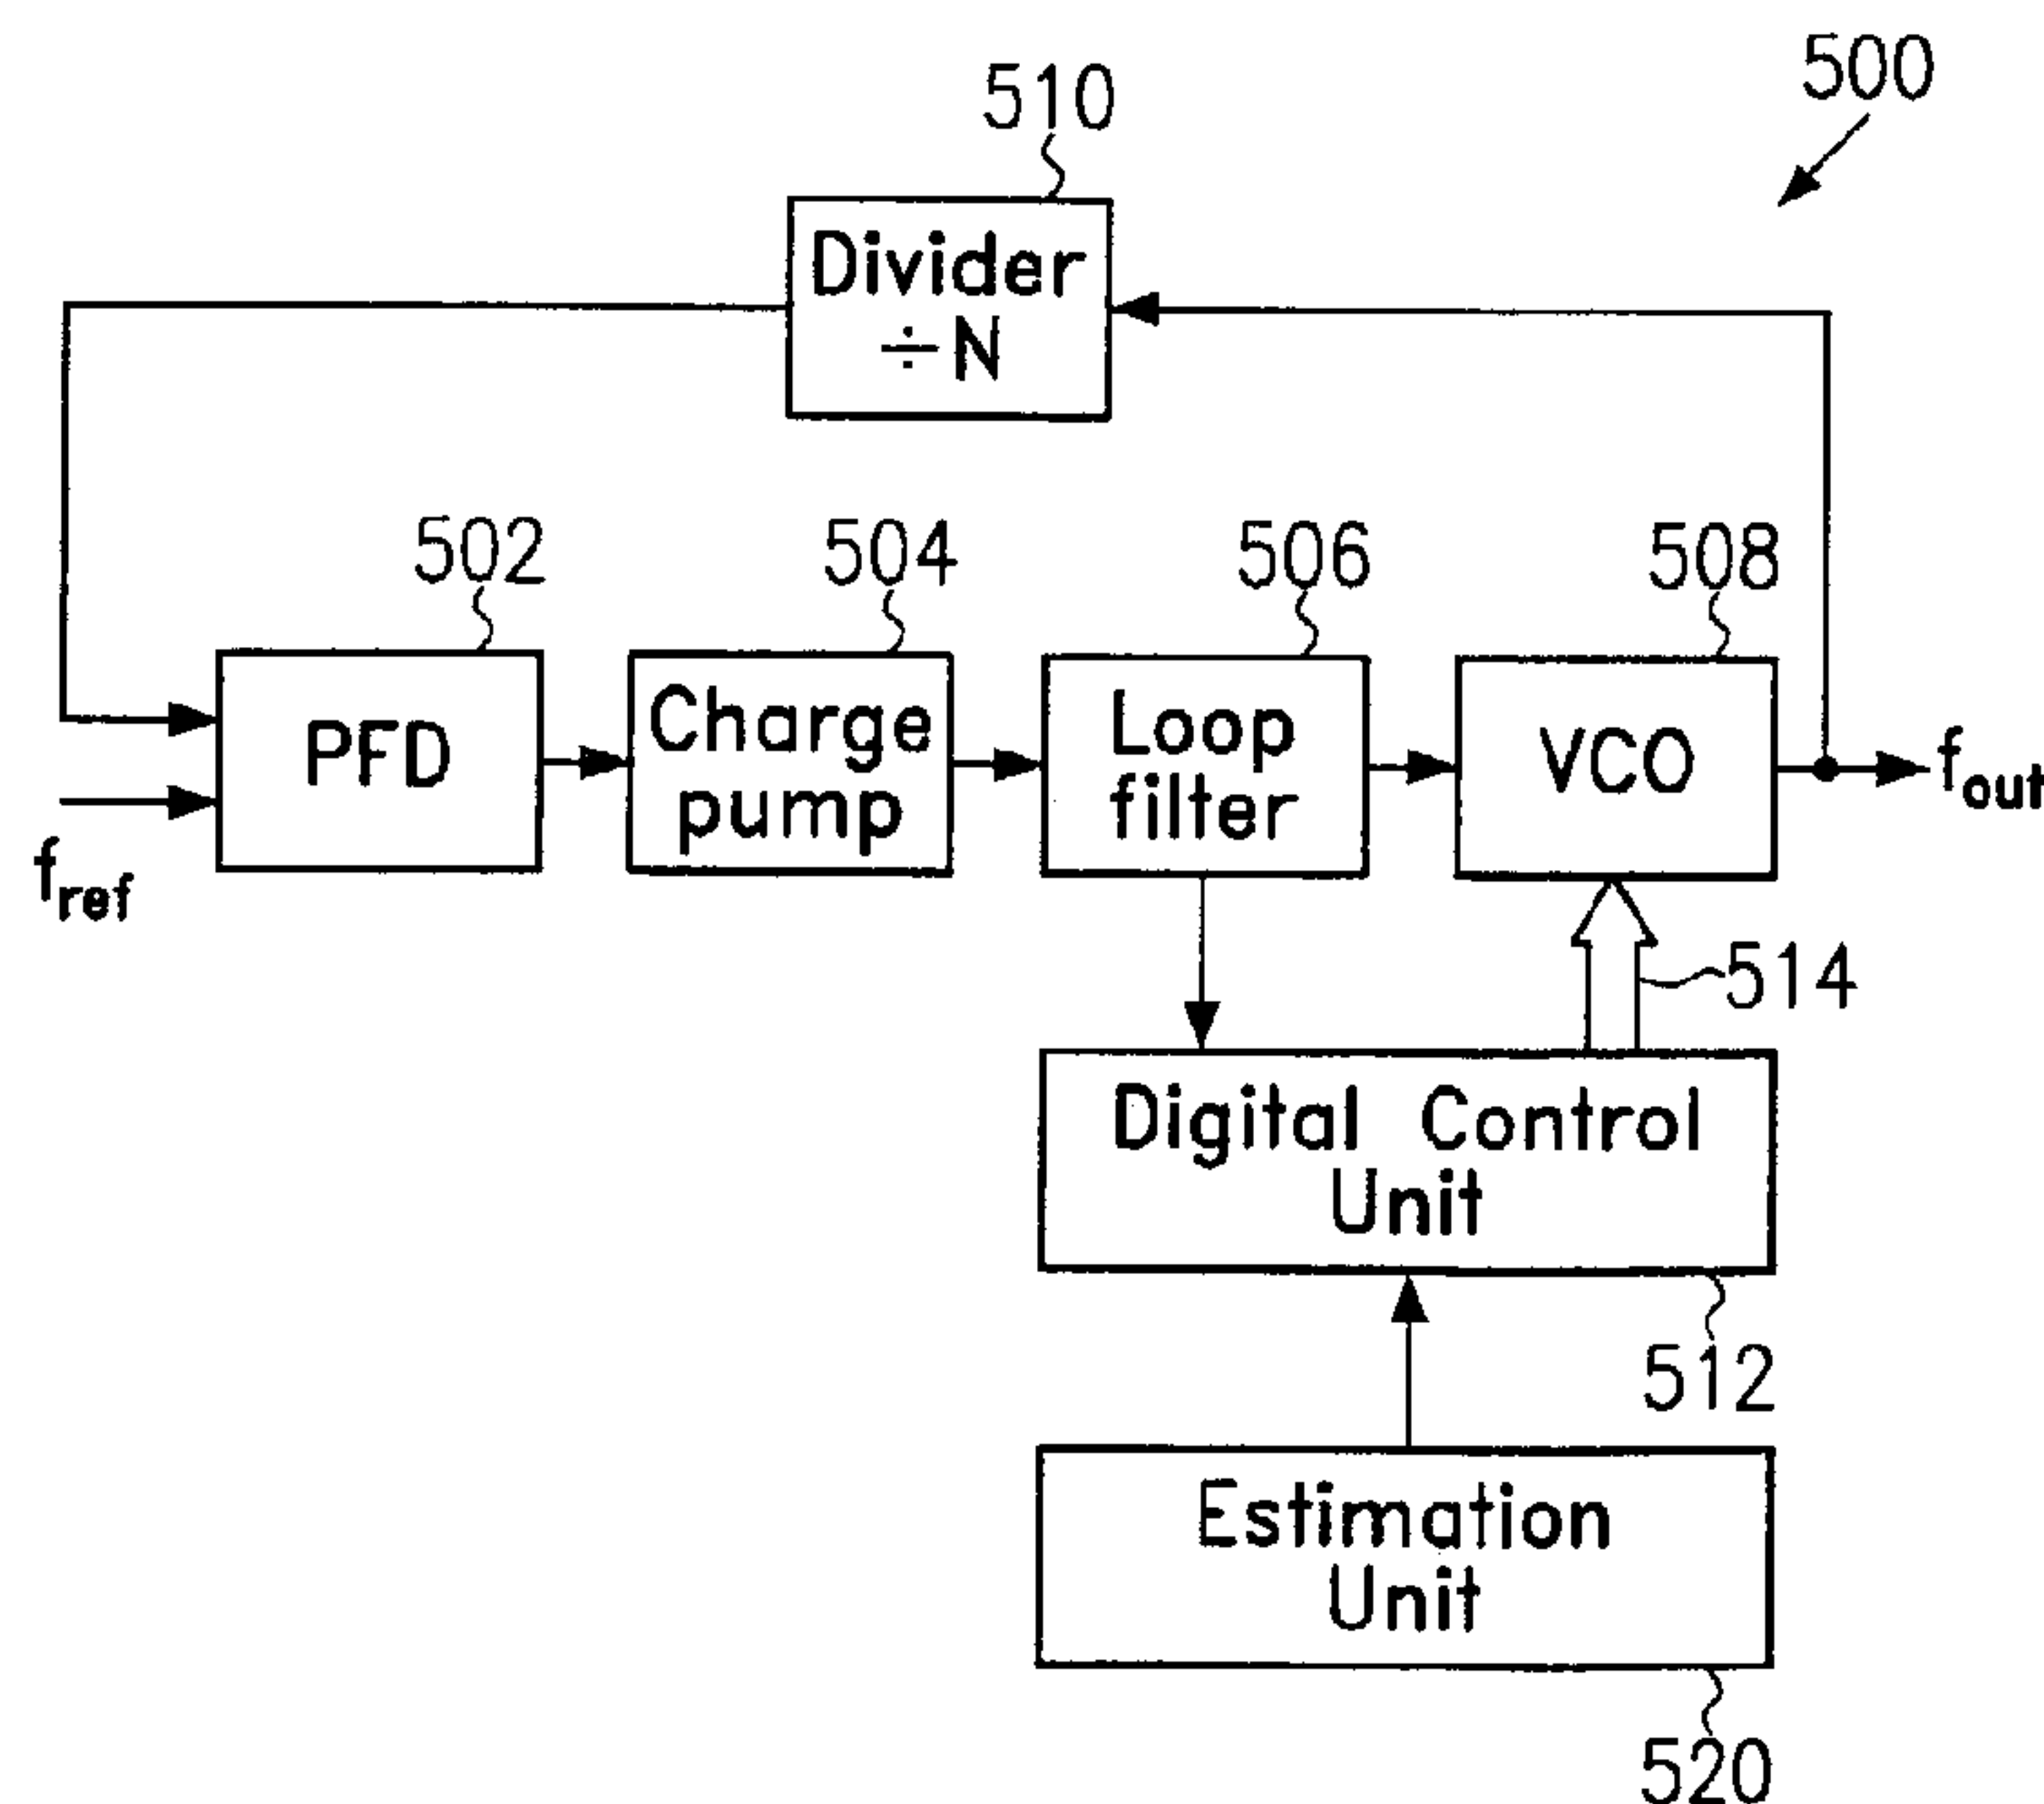 500
510
Divider
÷N
502
504
506
508
PFD
Charge
pump
Loop
filter
VCO
fout
fref
514
Digital Control
Unit
512
Estimation
Unit
520